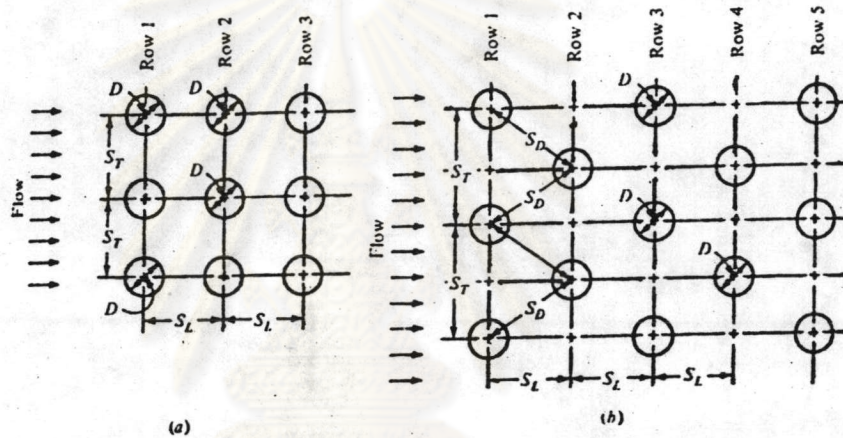 Row 1
Row 2
Row 3
D
D
D
D
S_T
S_T
Flow
S_L
S_L
(a)
Row 1
Row 2
Row 3
Row 4
Row 5
D
D
D
S_D
S_D
S_D
S_T
S_T
Flow
S_L
S_L
S_L
(b)